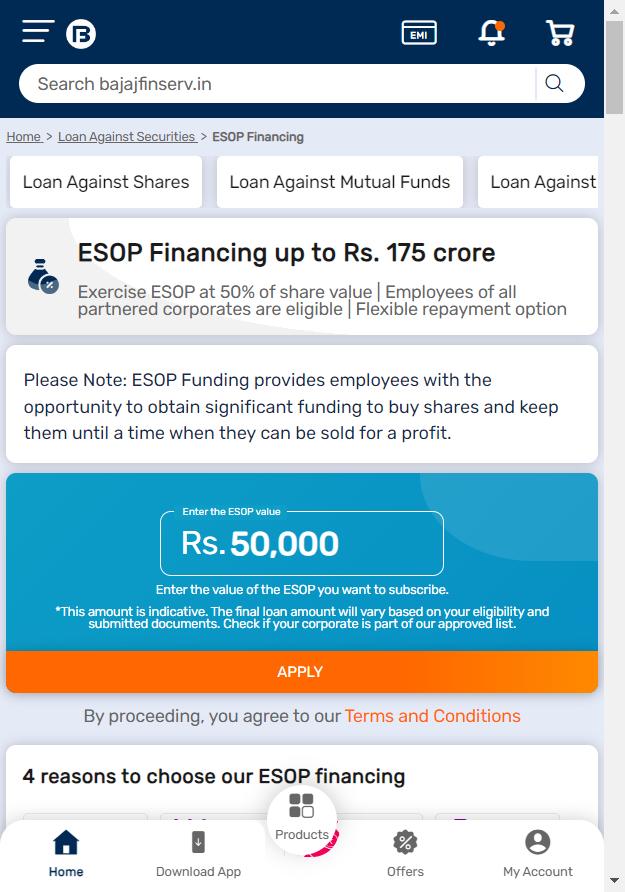 EMI
Search bajajfinserv.in
Home > Loan Against Securities > ESOP Financing
Loan Against Shares
Loan Against Mutual Funds
Loan Against
ESOP Financing up to Rs. 175 crore
Exercise ESOP at 50% of share value | Employees of all
partnered corporates are eligible | Flexible repayment option
Please Note: ESOP Funding provides employees with the
opportunity to obtain significant funding to buy shares and keep
them until a time when they can be sold for a profit.
Enter the ESOP value
Rs. 50,000
Enter the value of the ESOP you want to subscribe.
*This amount is indicative. The final loan amount will vary based on your eligibility and
submitted documents. Check if your corporate is part of our approved list.
APPLY
By proceeding, you agree to our Terms and Conditions
4 reasons to choose our ESOP financing
Products
Home
Download App
Offers
My Account